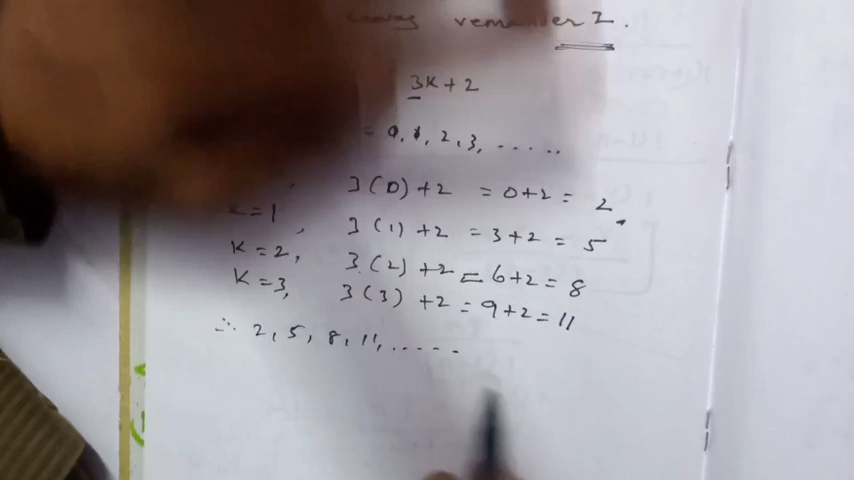 leaving remainder 2.
3K+2
= 0, 1, 2, 3, .....
3(0)+2 = 0+2 = 2
K=1, 3(1)+2 = 3+2 = 5
K=2, 3(2)+2 = 6+2 = 8
K=3, 3(3)+2 = 9+2 = 11
∴ 2, 5, 8, 11, .....